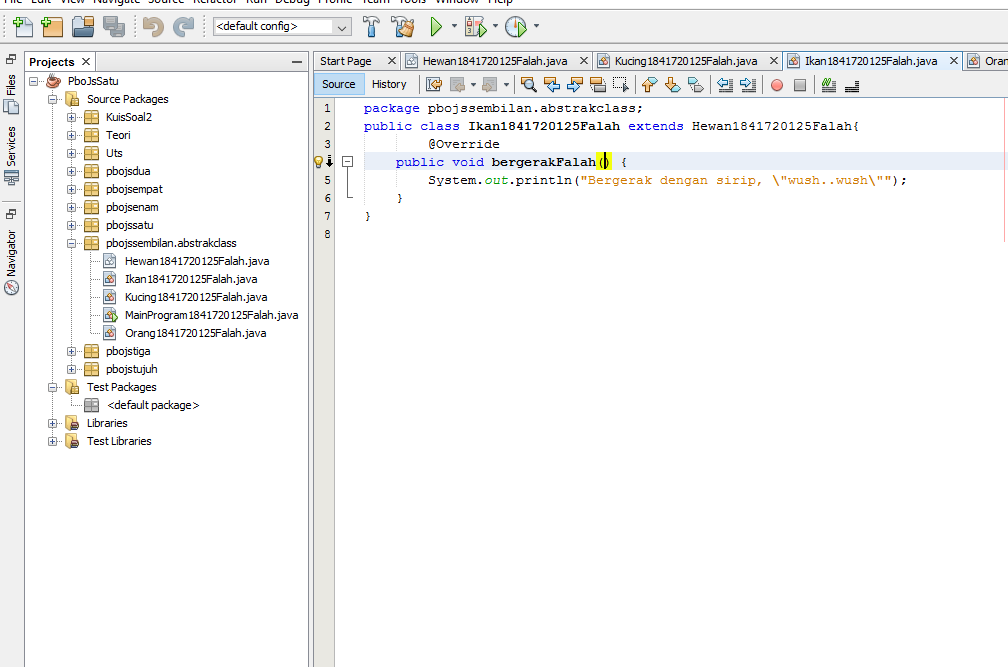 File Edit View Navigate Source Refactor Run Debug Profile Team Tools Window Help
<default config>
Files
Services
Navigator
Projects
PboJsSatu
Source Packages
KuisSoal2
Teori
Uts
pbojsdua
pbojsempat
pbojsenam
pbojssatu
pbojssembilan.abstrakclass
Hewan1841720125Falah.java
Ikan1841720125Falah.java
Kucing1841720125Falah.java
MainProgram1841720125Falah.java
Orang1841720125Falah.java
pbojstiga
pbojstujuh
Test Packages
<default package>
Libraries
Test Libraries
Start Page Hewan1841720125Falah.java Kucing1841720125Falah.java Ikan1841720125Falah.java Oran
Source History
1 package pbojssembilan.abstrakclass;
2 public class Ikan1841720125Falah extends Hewan1841720125Falah{
3 @Override
public void bergerakFalah() {
5 System.out.println("Bergerak dengan sirip, \"wush..wush\"");
6 }
7 }
8